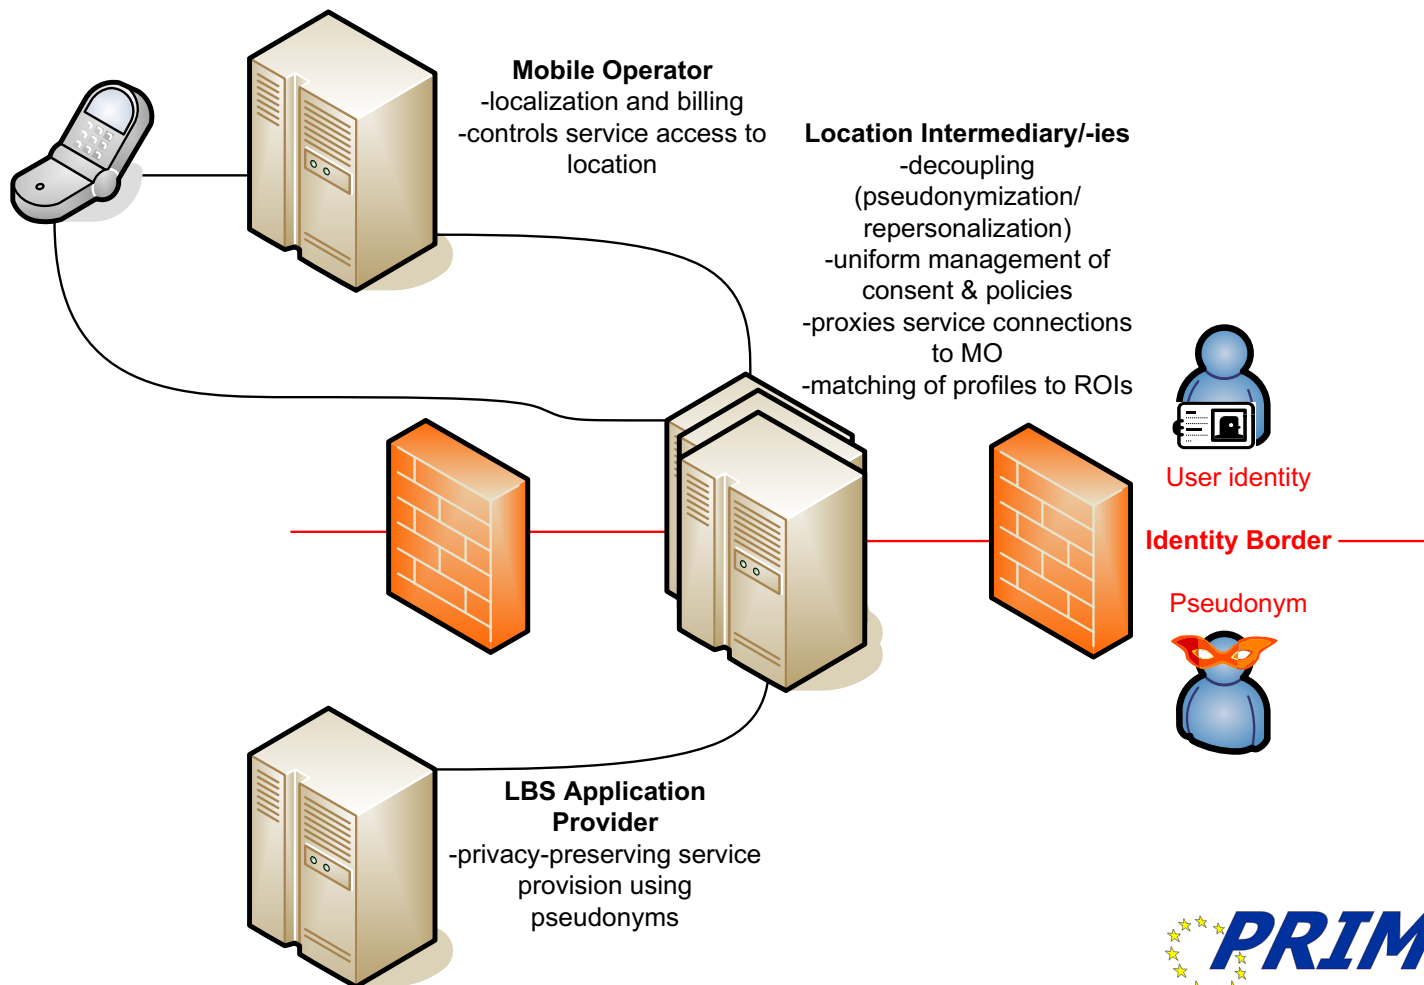 Mobile Operator
-localization and billing
-controls service access to
location
Location Intermediary/-ies
-decoupling
(pseudonymization/
repersonalization)
-uniform management of
consent & policies
-proxies service connections
to MO
-matching of profiles to ROIs
User identity
Identity Border
Pseudonym
LBS Application
Provider
-privacy-preserving service
provision using
pseudonyms
PRIM